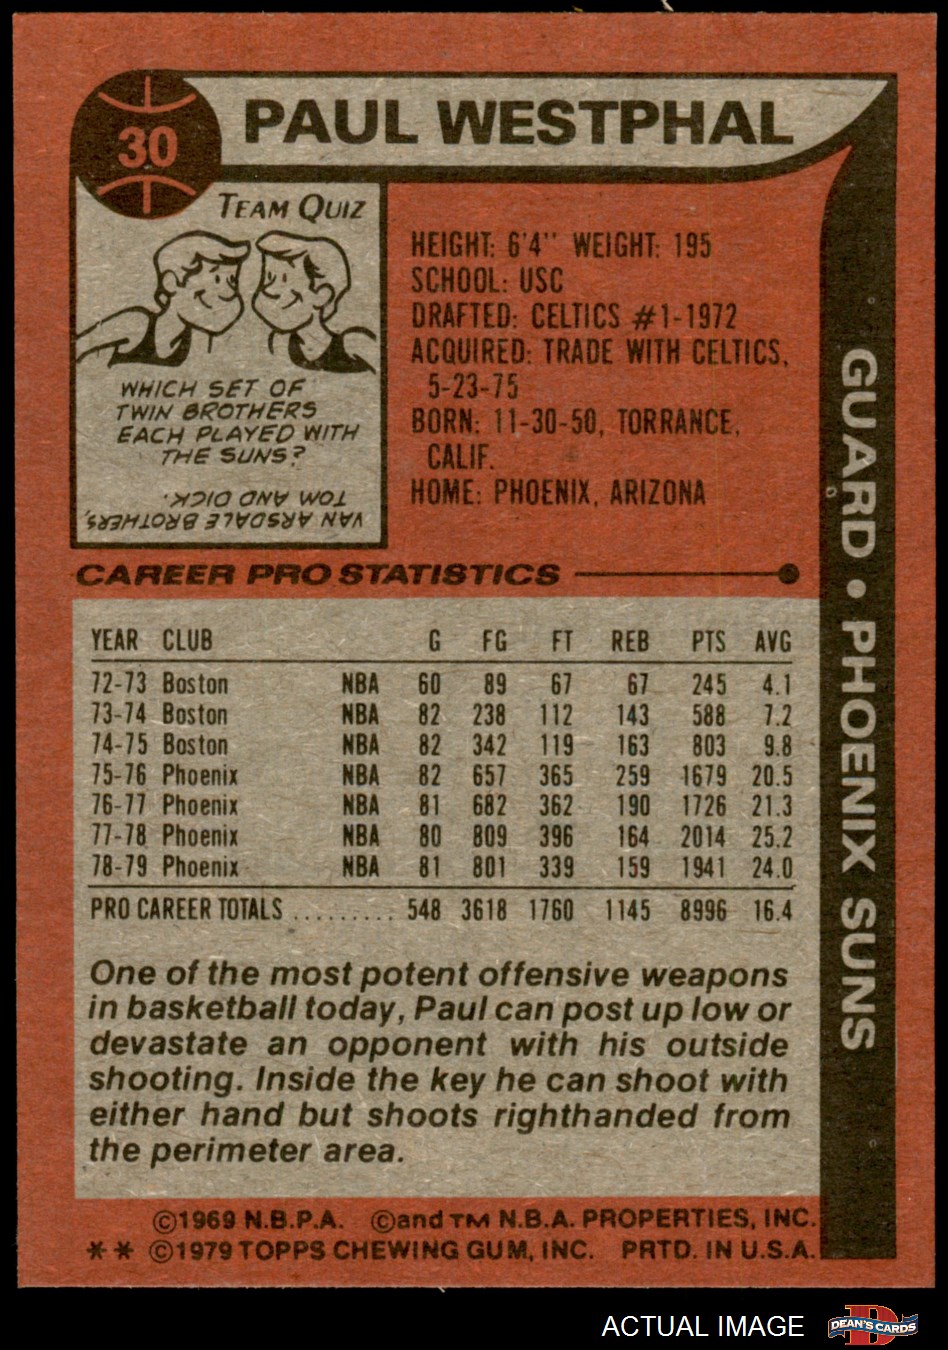 30
PAUL WESTPHAL
TEAM QUIZ
WHICH SET OF
TWIN BROTHERS
EACH PLAYED WITH
THE SUNS?
VAN ARSDALE BROTHERS,
TOM AND DICK.
HEIGHT: 6'4" WEIGHT: 195
SCHOOL: USC
DRAFTED: CELTICS #1-1972
ACQUIRED: TRADE WITH CELTICS,
5-23-75
BORN: 11-30-50, TORRANCE,
CALIF.
HOME: PHOENIX, ARIZONA
GUARD • PHOENIX SUNS
CAREER PRO STATISTICS
YEAR CLUB G FG FT REB PTS AVG
72-73 Boston NBA 60 89 67 67 245 4.1
73-74 Boston NBA 82 238 112 143 588 7.2
74-75 Boston NBA 82 342 119 163 803 9.8
75-76 Phoenix NBA 82 657 365 259 1679 20.5
76-77 Phoenix NBA 81 682 362 190 1726 21.3
77-78 Phoenix NBA 80 809 396 164 2014 25.2
78-79 Phoenix NBA 81 801 339 159 1941 24.0
PRO CAREER TOTALS ......... 548 3618 1760 1145 8996 16.4
One of the most potent offensive weapons
in basketball today, Paul can post up low or
devastate an opponent with his outside
shooting. Inside the key he can shoot with
either hand but shoots righthanded from
the perimeter area.
©1969 N.B.P.A. ©and TM N.B.A. PROPERTIES, INC.
** ©1979 TOPPS CHEWING GUM, INC. PRTD. IN U.S.A.
ACTUAL IMAGE
D
DEAN'S CARDS